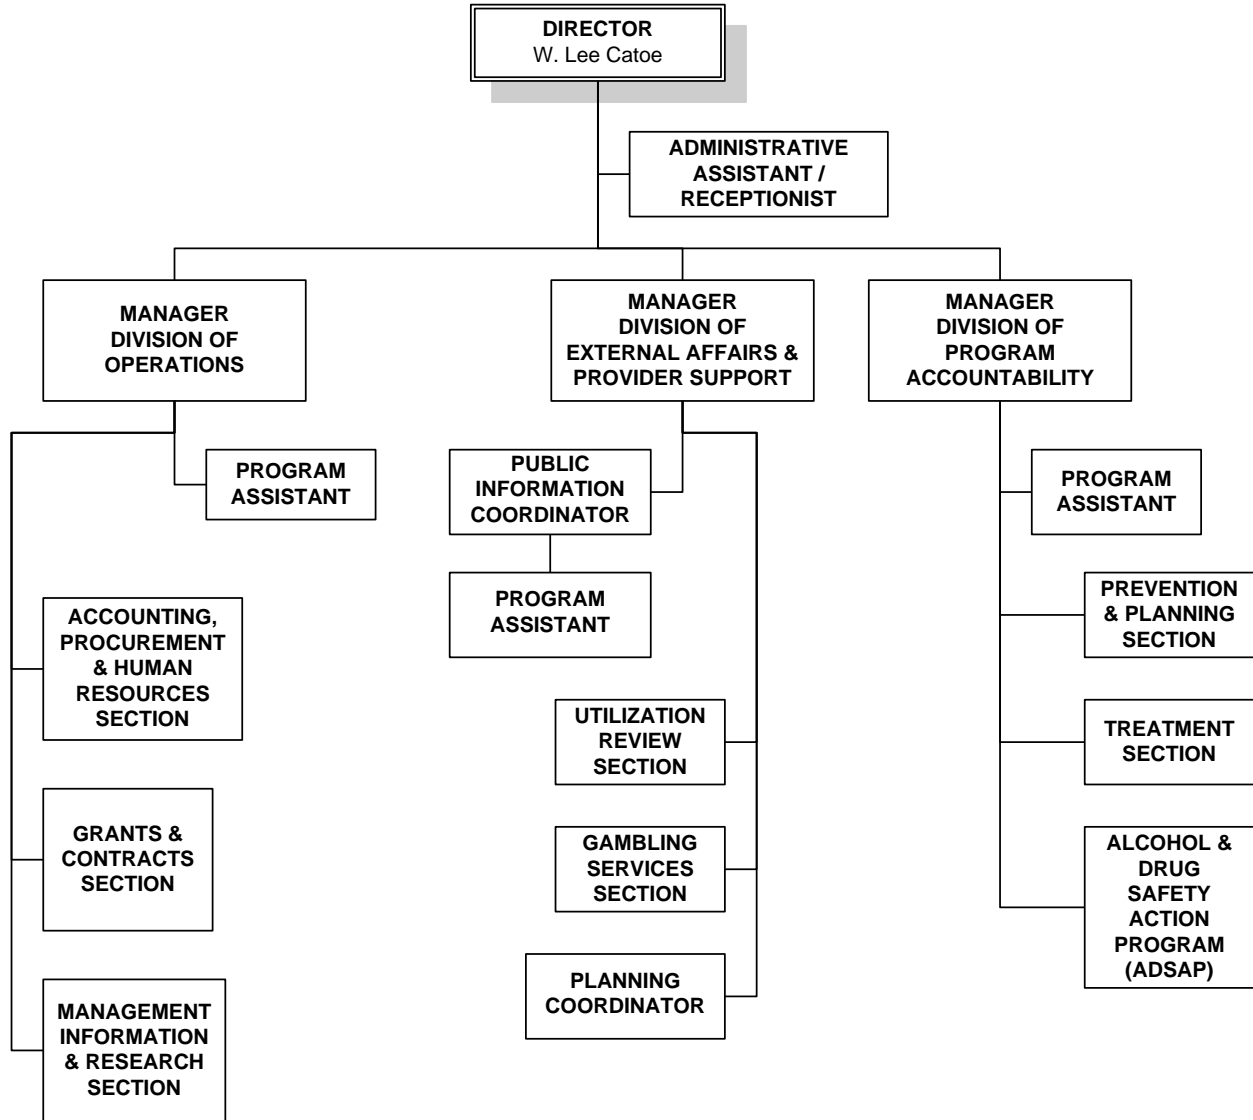 DIRECTOR
W. Lee Catoe
ADMINISTRATIVE
ASSISTANT /
RECEPTIONIST
MANAGER
DIVISION OF
OPERATIONS
MANAGER
DIVISION OF
EXTERNAL AFFAIRS &
PROVIDER SUPPORT
MANAGER
DIVISION OF
PROGRAM
ACCOUNTABILITY
PROGRAM
ASSISTANT
PUBLIC
INFORMATION
COORDINATOR
PROGRAM
ASSISTANT
PROGRAM
ASSISTANT
ACCOUNTING,
PROCUREMENT
& HUMAN
RESOURCES
SECTION
PREVENTION
& PLANNING
SECTION
UTILIZATION
REVIEW
SECTION
TREATMENT
SECTION
GRANTS &
CONTRACTS
SECTION
GAMBLING
SERVICES
SECTION
ALCOHOL &
DRUG
SAFETY
ACTION
PROGRAM
(ADSAP)
PLANNING
COORDINATOR
MANAGEMENT
INFORMATION
& RESEARCH
SECTION